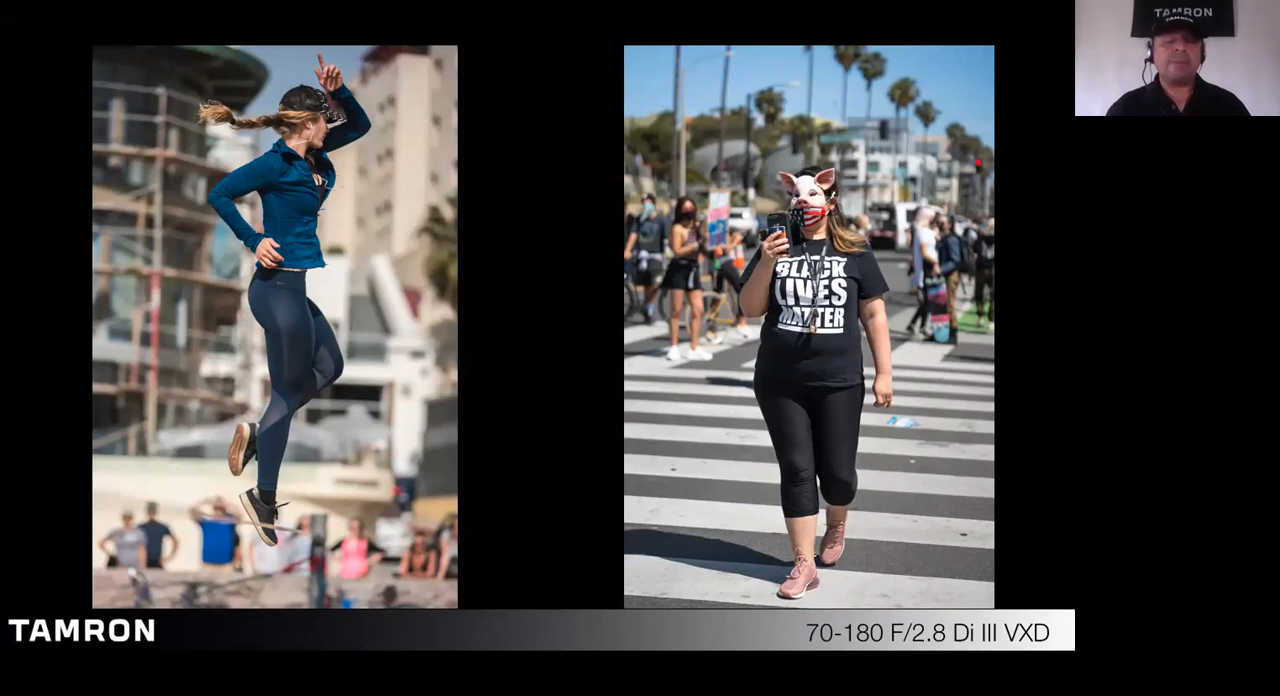 TAMRON
TAMRON
BLACK
LIVES
MATTER
TAMRON
70-180 F/2.8 Di III VXD